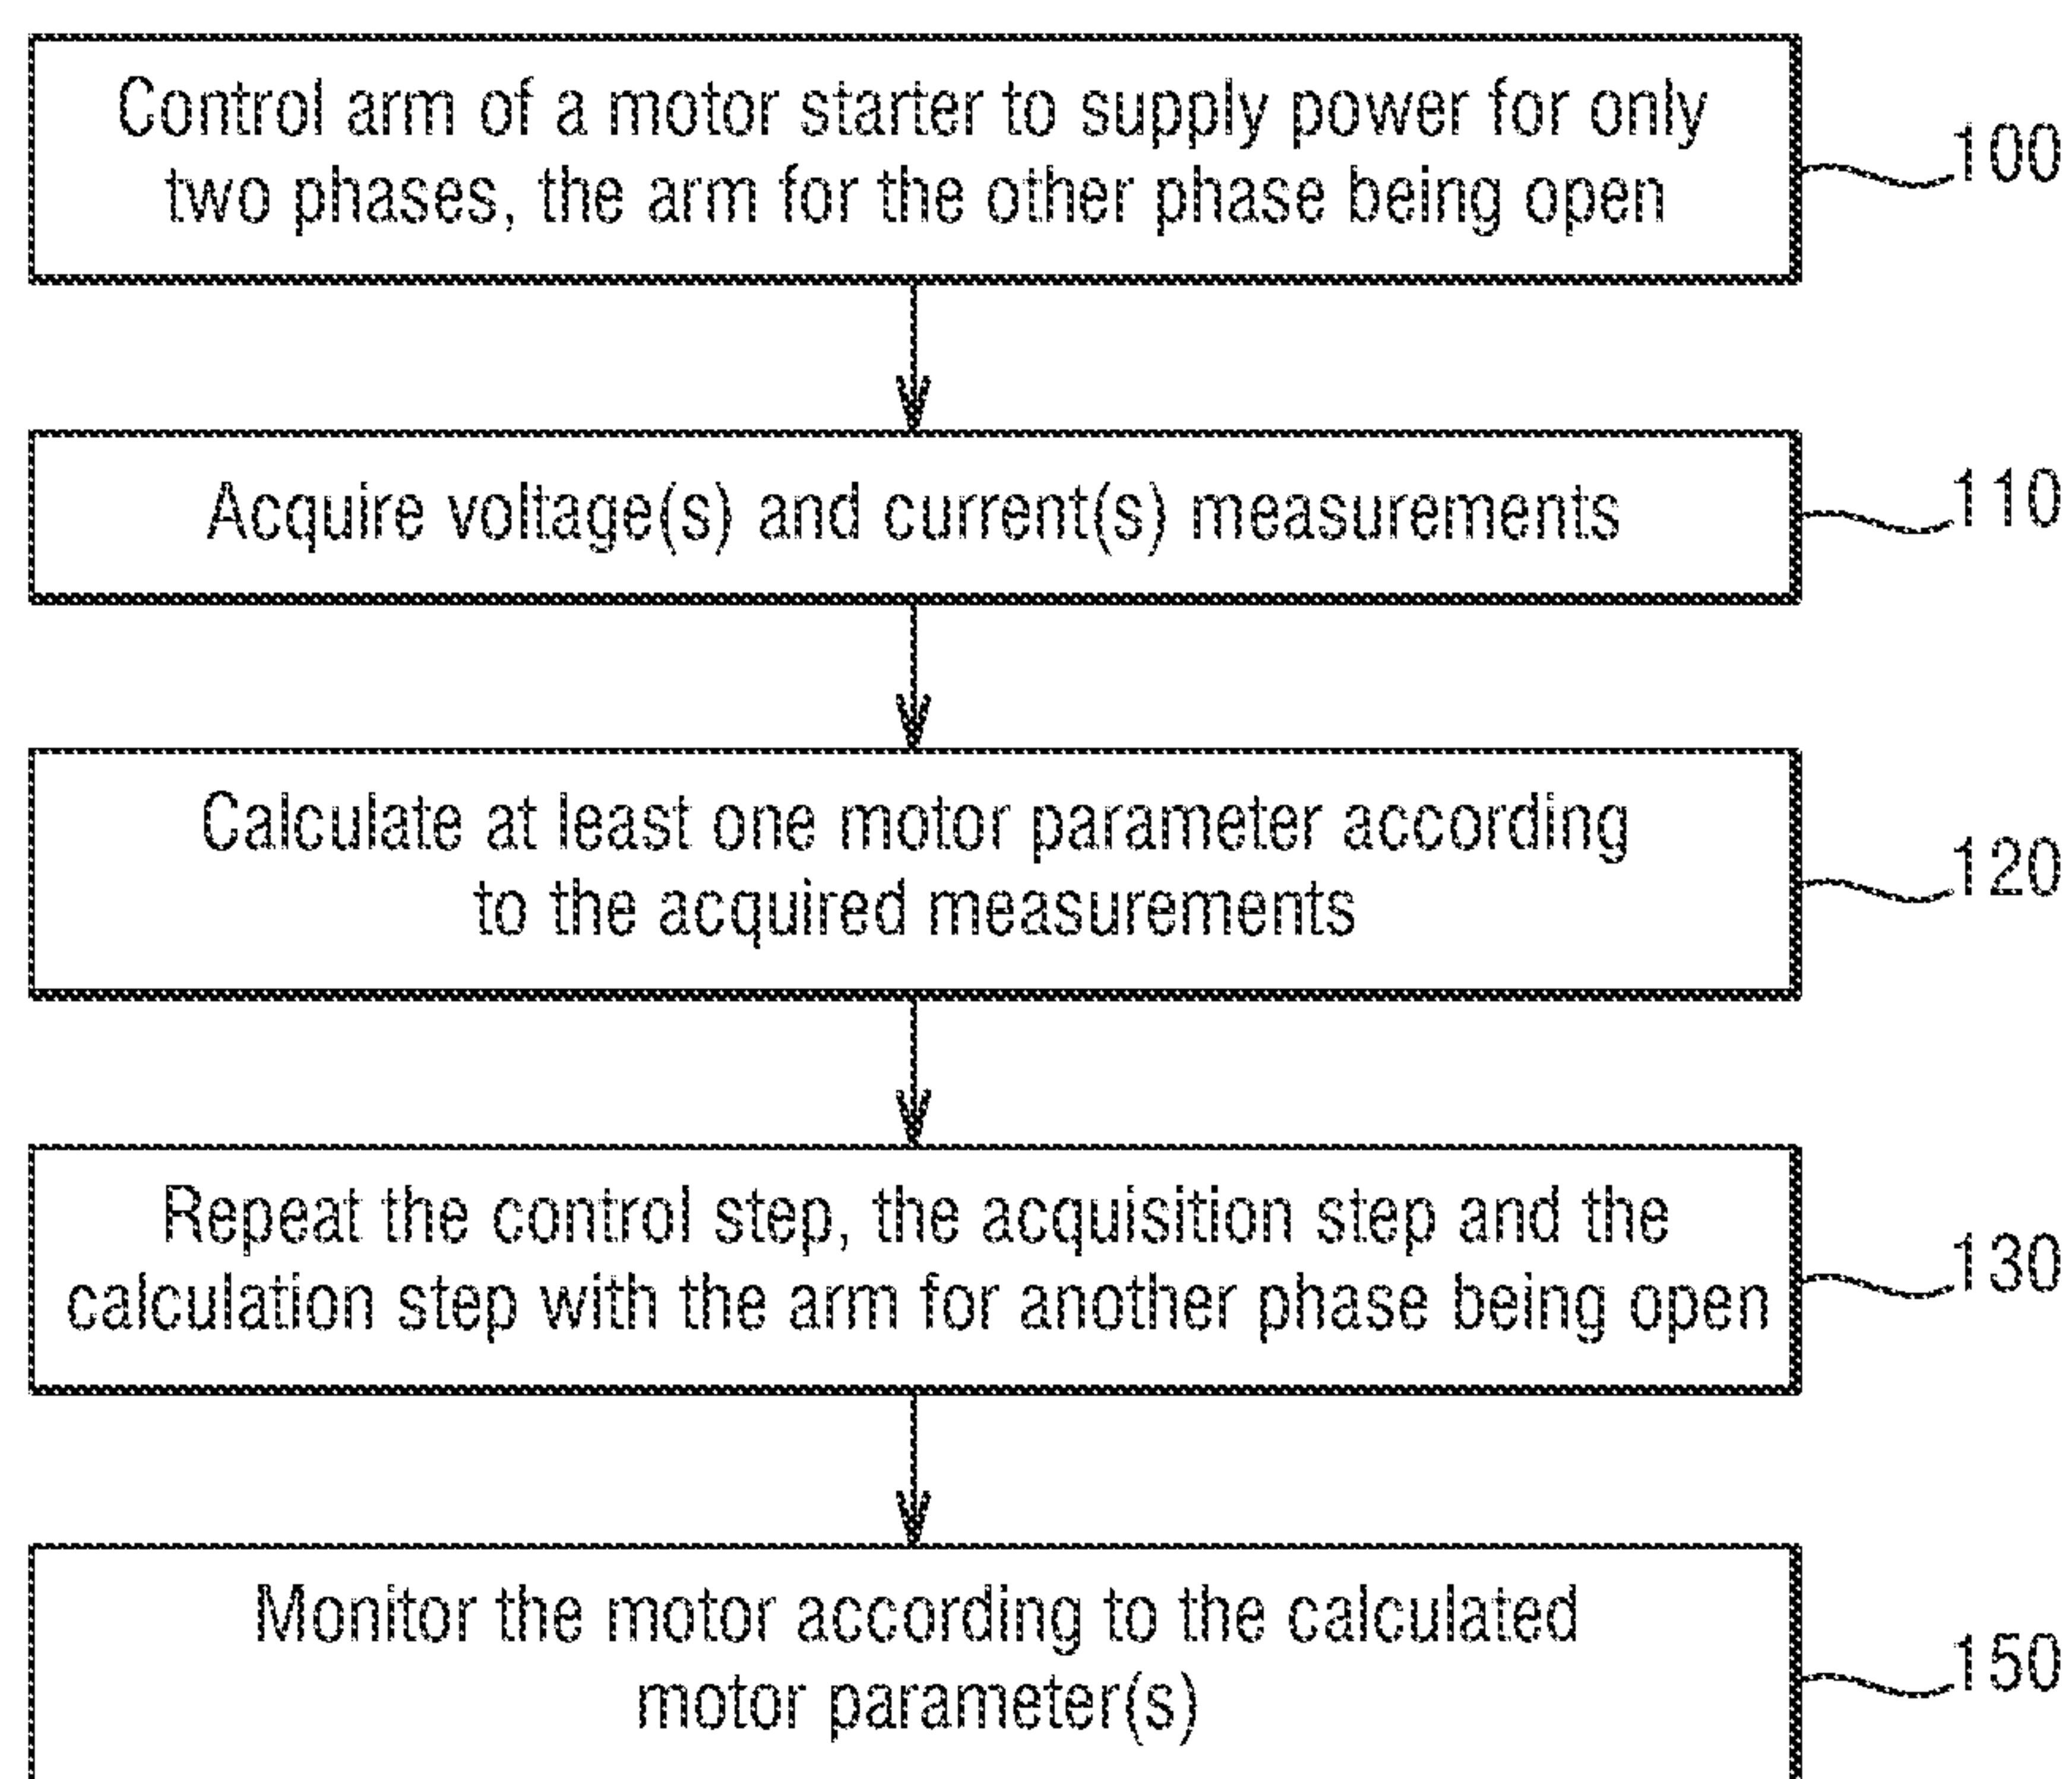 Control arm of a motor starter to supply power for only
two phases, the arm for the other phase being open
100
Acquire voltage(s) and current(s) measurements
110
Calculate at least one motor parameter according
to the acquired measurements
120
Repeat the control step, the acquisition step and the
calculation step with the arm for another phase being open
130
Monitor the motor according to the calculated
motor parameter(s)
150